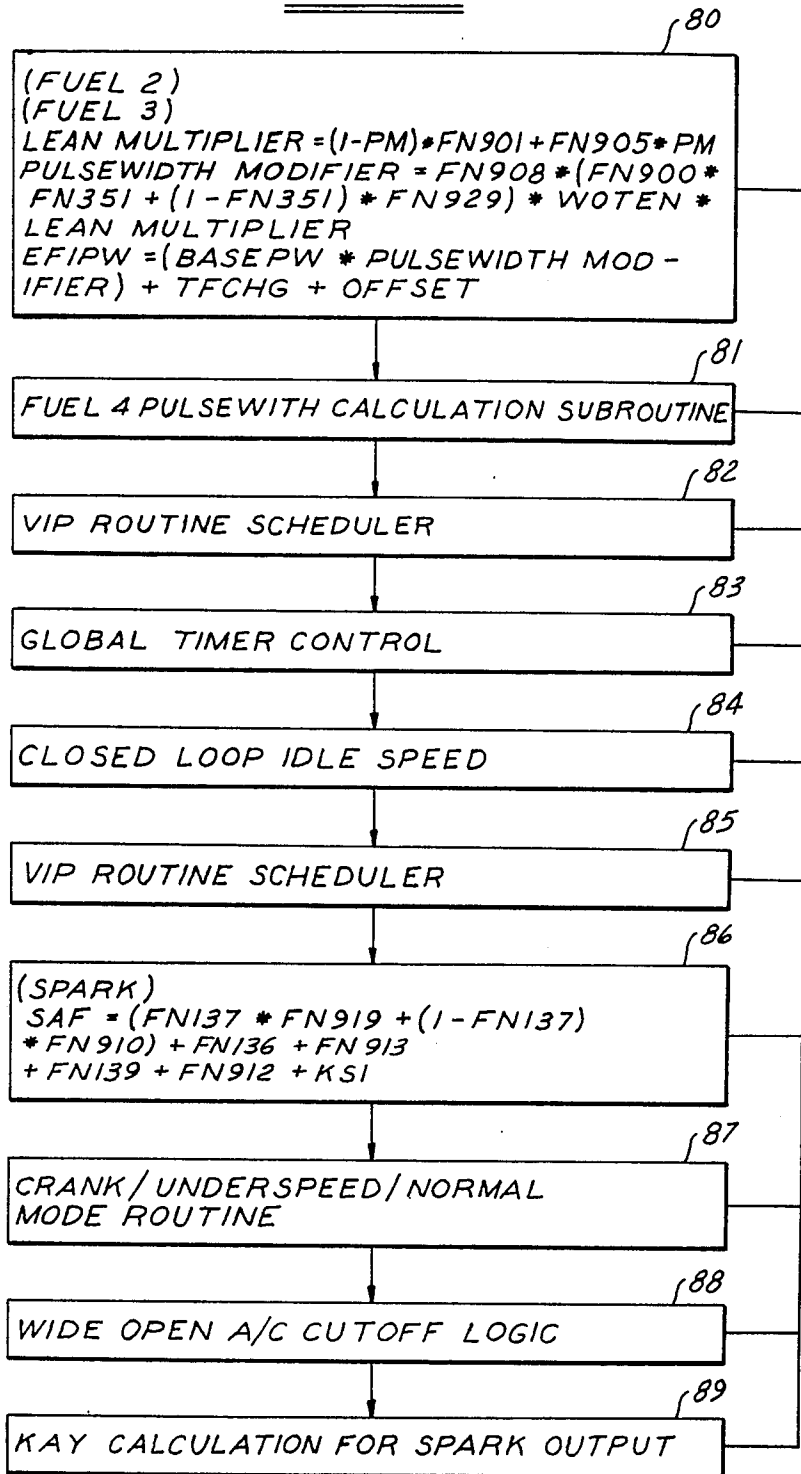 80
(FUEL 2)
(FUEL 3)
LEAN MULTIPLIER = (1-PM)*FN901+FN905*PM
PULSEWIDTH MODIFIER = FN908 *(FN900 *
FN351 + (1 - FN351) * FN929) * WOTEN *
LEAN MULTIPLIER
EFIPW = (BASEPW * PULSEWIDTH MOD -
IFIER) + TFCHG + OFFSET
81
FUEL 4 PULSEWITH CALCULATION SUBROUTINE
82
VIP ROUTINE SCHEDULER
83
GLOBAL TIMER CONTROL
84
CLOSED LOOP IDLE SPEED
85
VIP ROUTINE SCHEDULER
86
(SPARK)
SAF = (FN137 * FN919 + (1 - FN137)
* FN910) + FN136 + FN913
+ FN139 + FN912 + KS1
87
CRANK / UNDERSPEED / NORMAL
MODE ROUTINE
88
WIDE OPEN A/C CUTOFF LOGIC
89
KAY CALCULATION FOR SPARK OUTPUT